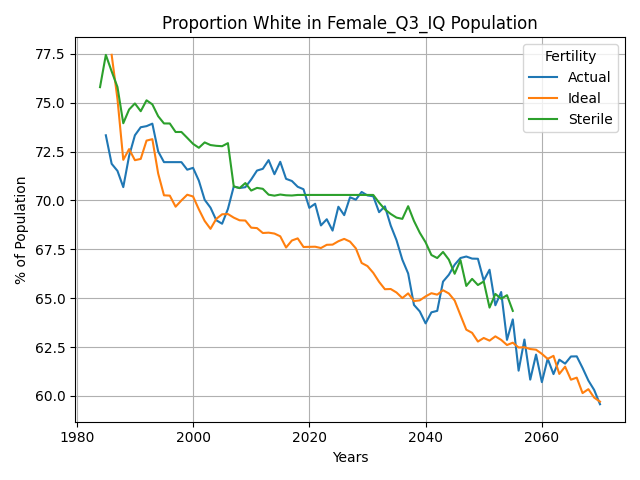 Proportion White in Female_Q3_IQ Population
77.5
75.0
72.5
70.0
67.5
65.0
62.5
60.0
% of Population
Fertility
Actual
Ideal
Sterile
1980
2000
2020
2040
2060
Years